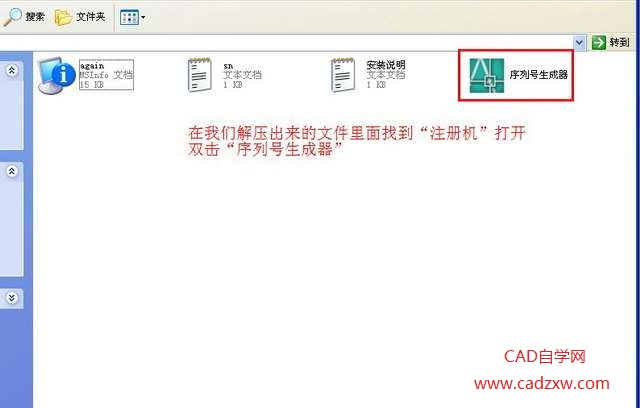 搜索 文件夹
转到
again
MSInfo 文档
15 KB
sn
文本文档
1 KB
安装说明
文本文档
1 KB
序列号生成器
在我们解压出来的文件里面找到“注册机”打开
双击“序列号生成器”
CAD自学网
www.cadzxw.com